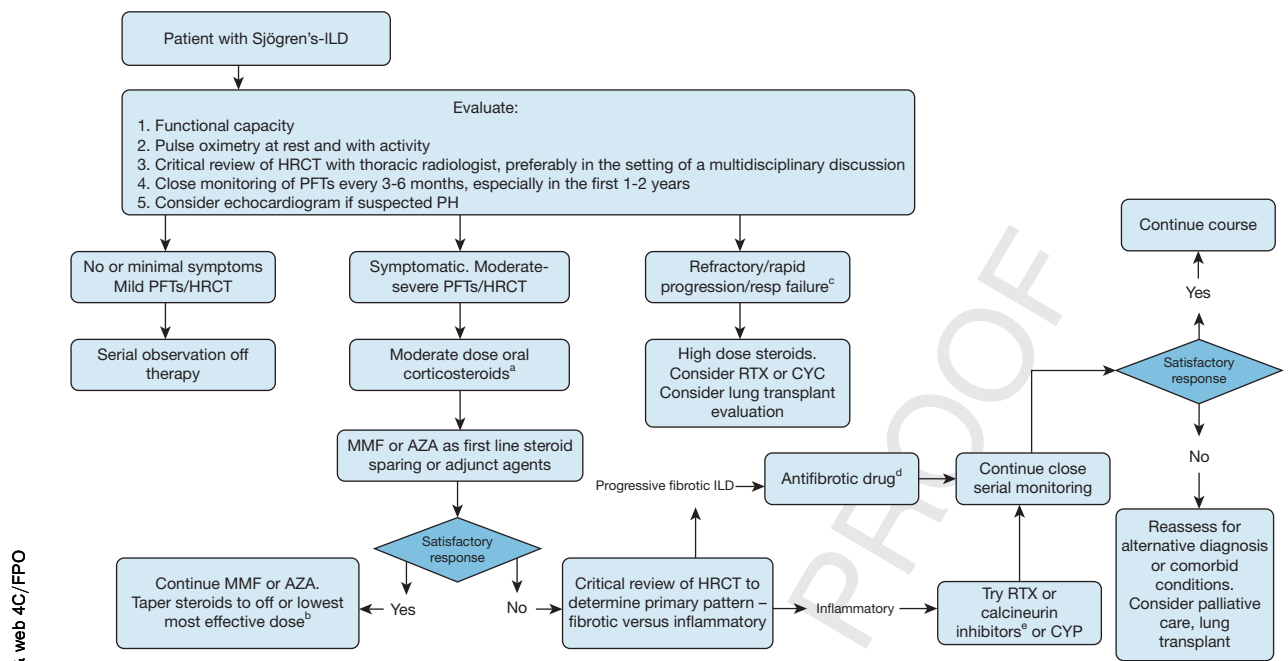 Patient with Sjögren's-ILD
Evaluate:
1. Functional capacity
2. Pulse oximetry at rest and with activity
3. Critical review of HRCT with thoracic radiologist, preferably in the setting of a multidisciplinary discussion
4. Close monitoring of PFTs every 3-6 months, especially in the first 1-2 years
5. Consider echocardiogram if suspected PH
No or minimal symptoms
Mild PFTs/HRCT
Serial observation off
therapy
Symptomatic. Moderate-
severe PFTs/HRCT
Moderate dose oral
corticosteroidsᵃ
MMF or AZA as first line steroid
sparing or adjunct agents
Satisfactory
response
Yes
Continue MMF or AZA.
Taper steroids to off or lowest
most effective doseᵇ
No
Critical review of HRCT to
determine primary pattern –
fibrotic versus inflammatory
Refractory/rapid
progression/resp failureᶜ
High dose steroids.
Consider RTX or CYC
Consider lung transplant
evaluation
Progressive fibrotic ILD
Antifibrotic drugᵈ
Inflammatory
Try RTX or
calcineurin
inhibitorsᵉ or CYP
Continue close
serial monitoring
Satisfactory
response
Yes
Continue course
No
Reassess for
alternative diagnosis
or comorbid
conditions.
Consider palliative
care, lung
transplant
PROOF
web 4C/FPO